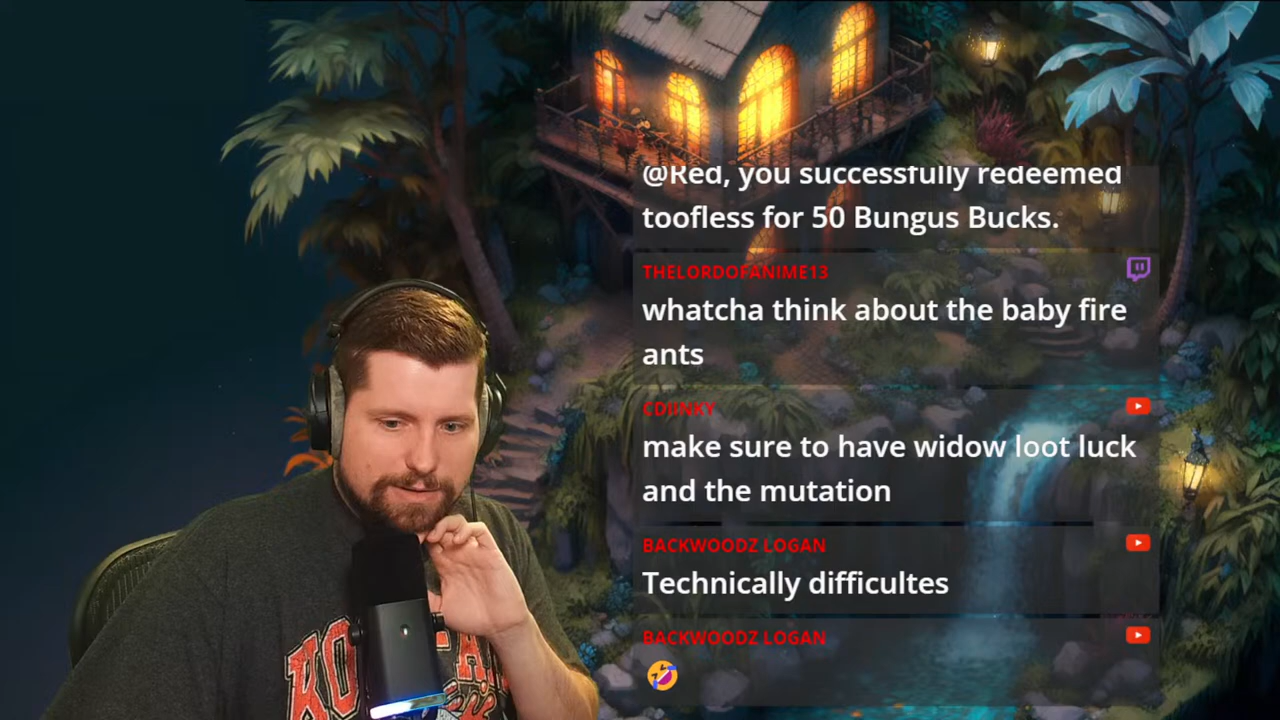 @Red, you successfully redeemed
toofless for 50 Bungus Bucks.
THELORDOFANIME13
whatcha think about the baby fire
ants
CDIINKY
make sure to have widow loot luck
and the mutation
BACKWOODZ LOGAN
Technically difficultes
BACKWOODZ LOGAN